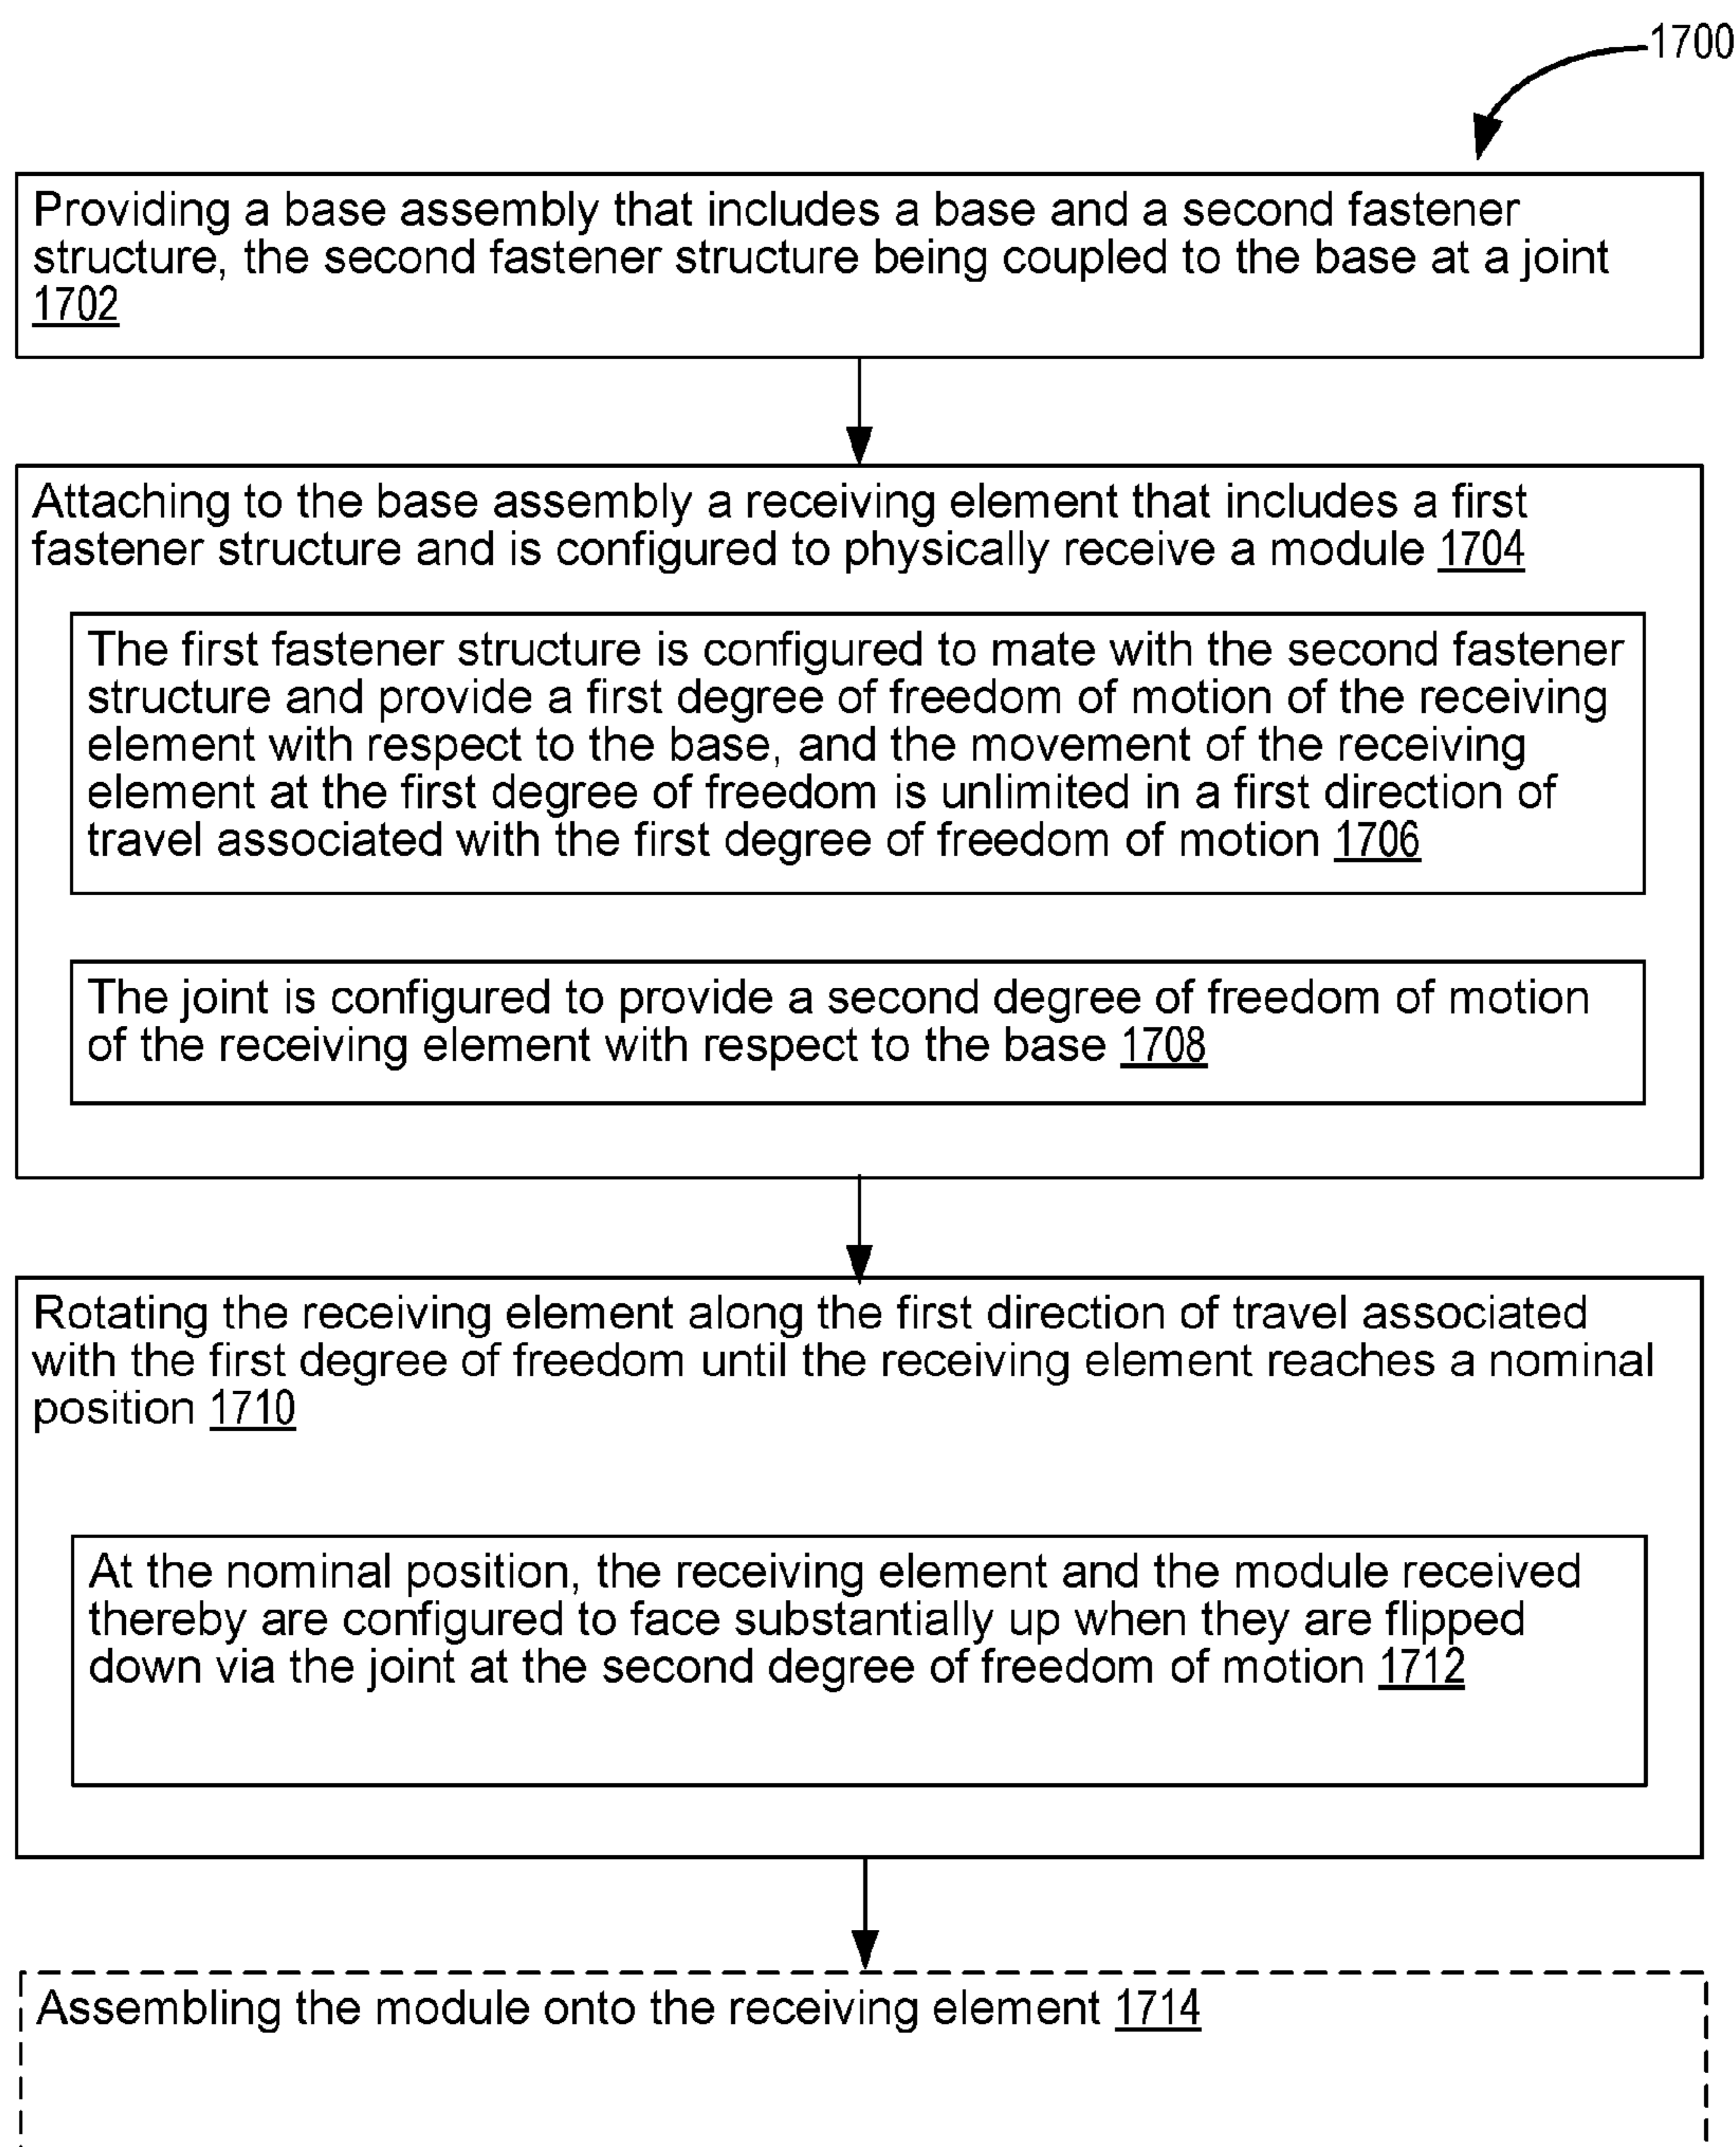 1700
Providing a base assembly that includes a base and a second fastener
structure, the second fastener structure being coupled to the base at a joint
1702
Attaching to the base assembly a receiving element that includes a first
fastener structure and is configured to physically receive a module 1704
The first fastener structure is configured to mate with the second fastener
structure and provide a first degree of freedom of motion of the receiving
element with respect to the base, and the movement of the receiving
element at the first degree of freedom is unlimited in a first direction of
travel associated with the first degree of freedom of motion 1706
The joint is configured to provide a second degree of freedom of motion
of the receiving element with respect to the base 1708
Rotating the receiving element along the first direction of travel associated
with the first degree of freedom until the receiving element reaches a nominal
position 1710
At the nominal position, the receiving element and the module received
thereby are configured to face substantially up when they are flipped
down via the joint at the second degree of freedom of motion 1712
Assembling the module onto the receiving element 1714